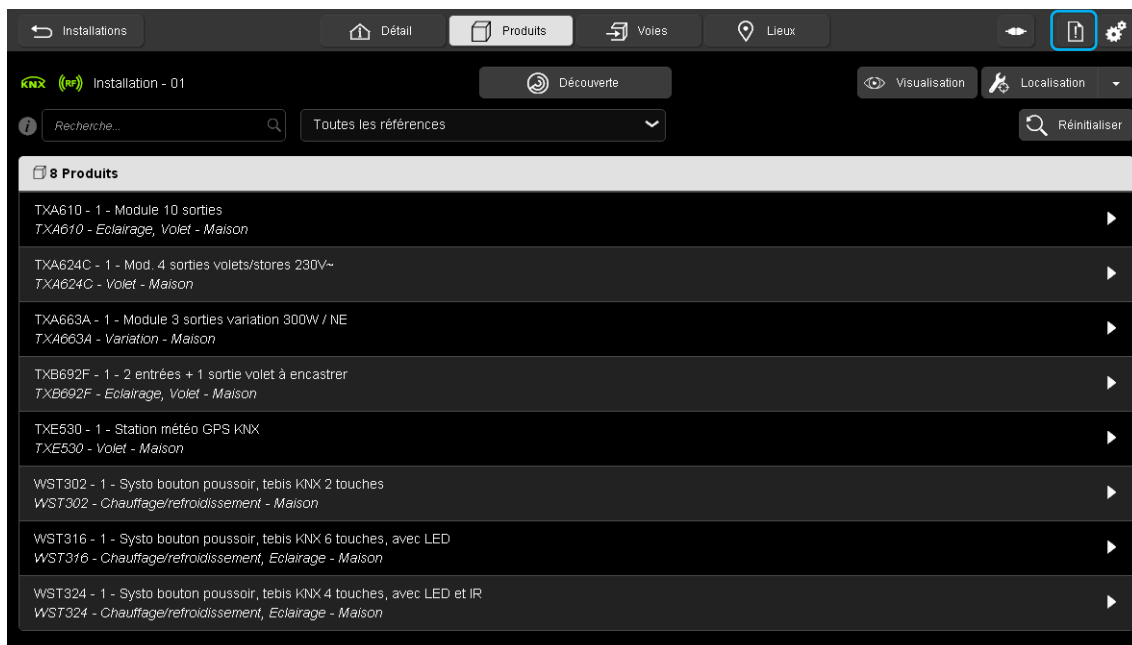 Installations
Détail
Produits
Voies
Lieux
KNX ((RF)) Installation - 01
Découverte
Visualisation
Localisation
Recherche...
Toutes les références
Réinitialiser
8 Produits
TXA610 - 1 - Module 10 sorties
TXA610 - Eclairage, Volet - Maison
TXA624C - 1 - Mod. 4 sorties volets/stores 230V~
TXA624C - Volet - Maison
TXA663A - 1 - Module 3 sorties variation 300W / NE
TXA663A - Variation - Maison
TXB692F - 1 - 2 entrées + 1 sortie volet à encastrer
TXB692F - Eclairage, Volet - Maison
TXE530 - 1 - Station météo GPS KNX
TXE530 - Volet - Maison
WST302 - 1 - Systo bouton poussoir, tebis KNX 2 touches
WST302 - Chauffage/refroidissement - Maison
WST316 - 1 - Systo bouton poussoir, tebis KNX 6 touches, avec LED
WST316 - Chauffage/refroidissement, Eclairage - Maison
WST324 - 1 - Systo bouton poussoir, tebis KNX 4 touches, avec LED et IR
WST324 - Chauffage/refroidissement, Eclairage - Maison